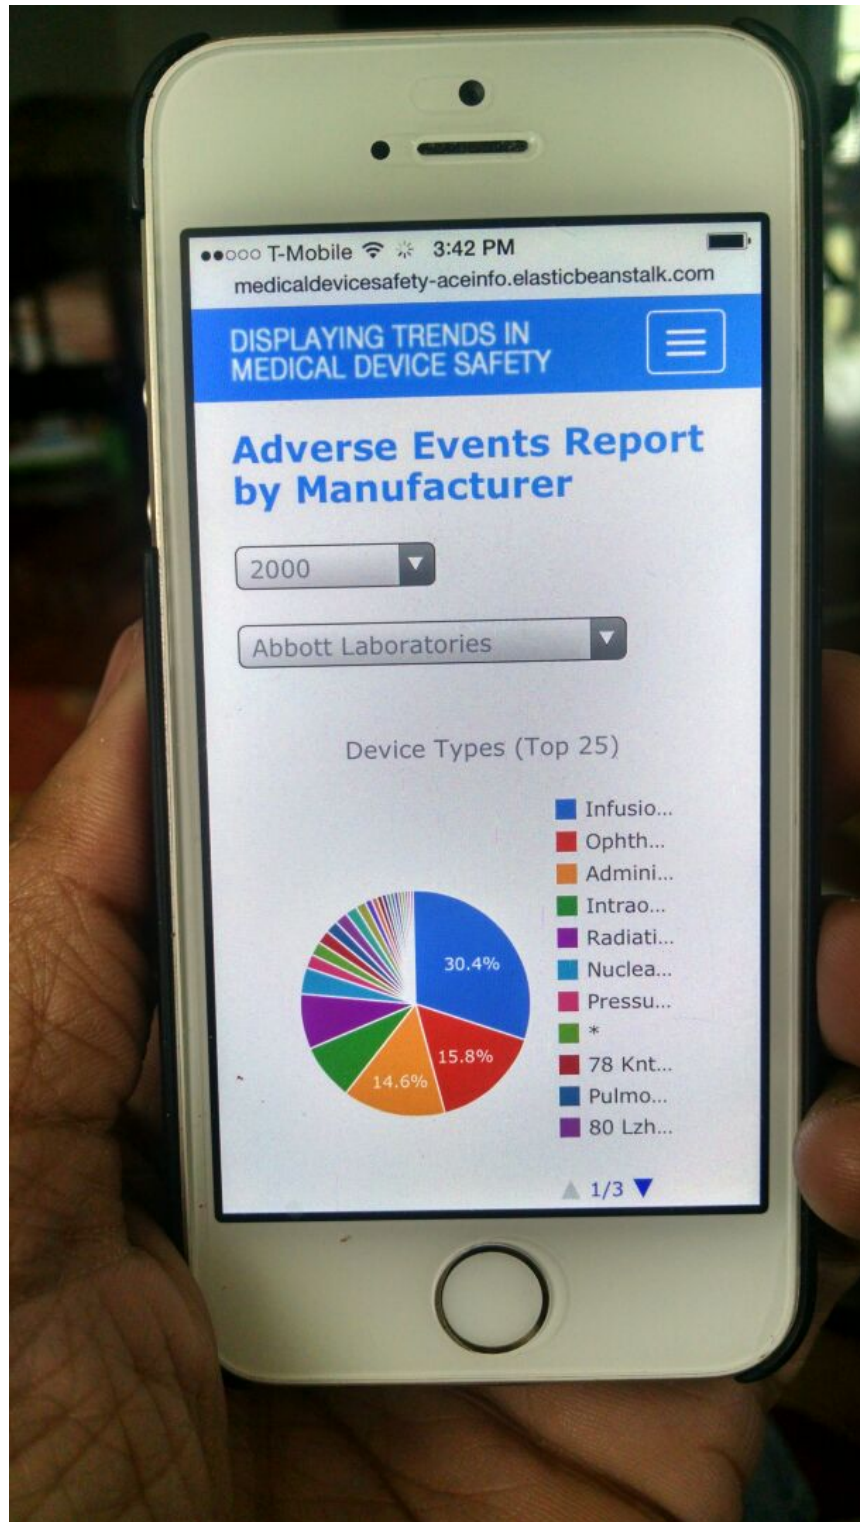 T-Mobile 3:42 PM
medicaldevicesafety-aceinfo.elasticbeanstalk.com
DISPLAYING TRENDS IN
MEDICAL DEVICE SAFETY
Adverse Events Report
by Manufacturer
2000
Abbott Laboratories
Device Types (Top 25)
Infusio...
Ophth...
Admini...
Intrao...
Radiati...
Nuclea...
Pressu...
*
78 Knt...
Pulmo...
80 Lzh...
30.4%
15.8%
14.6%
1/3